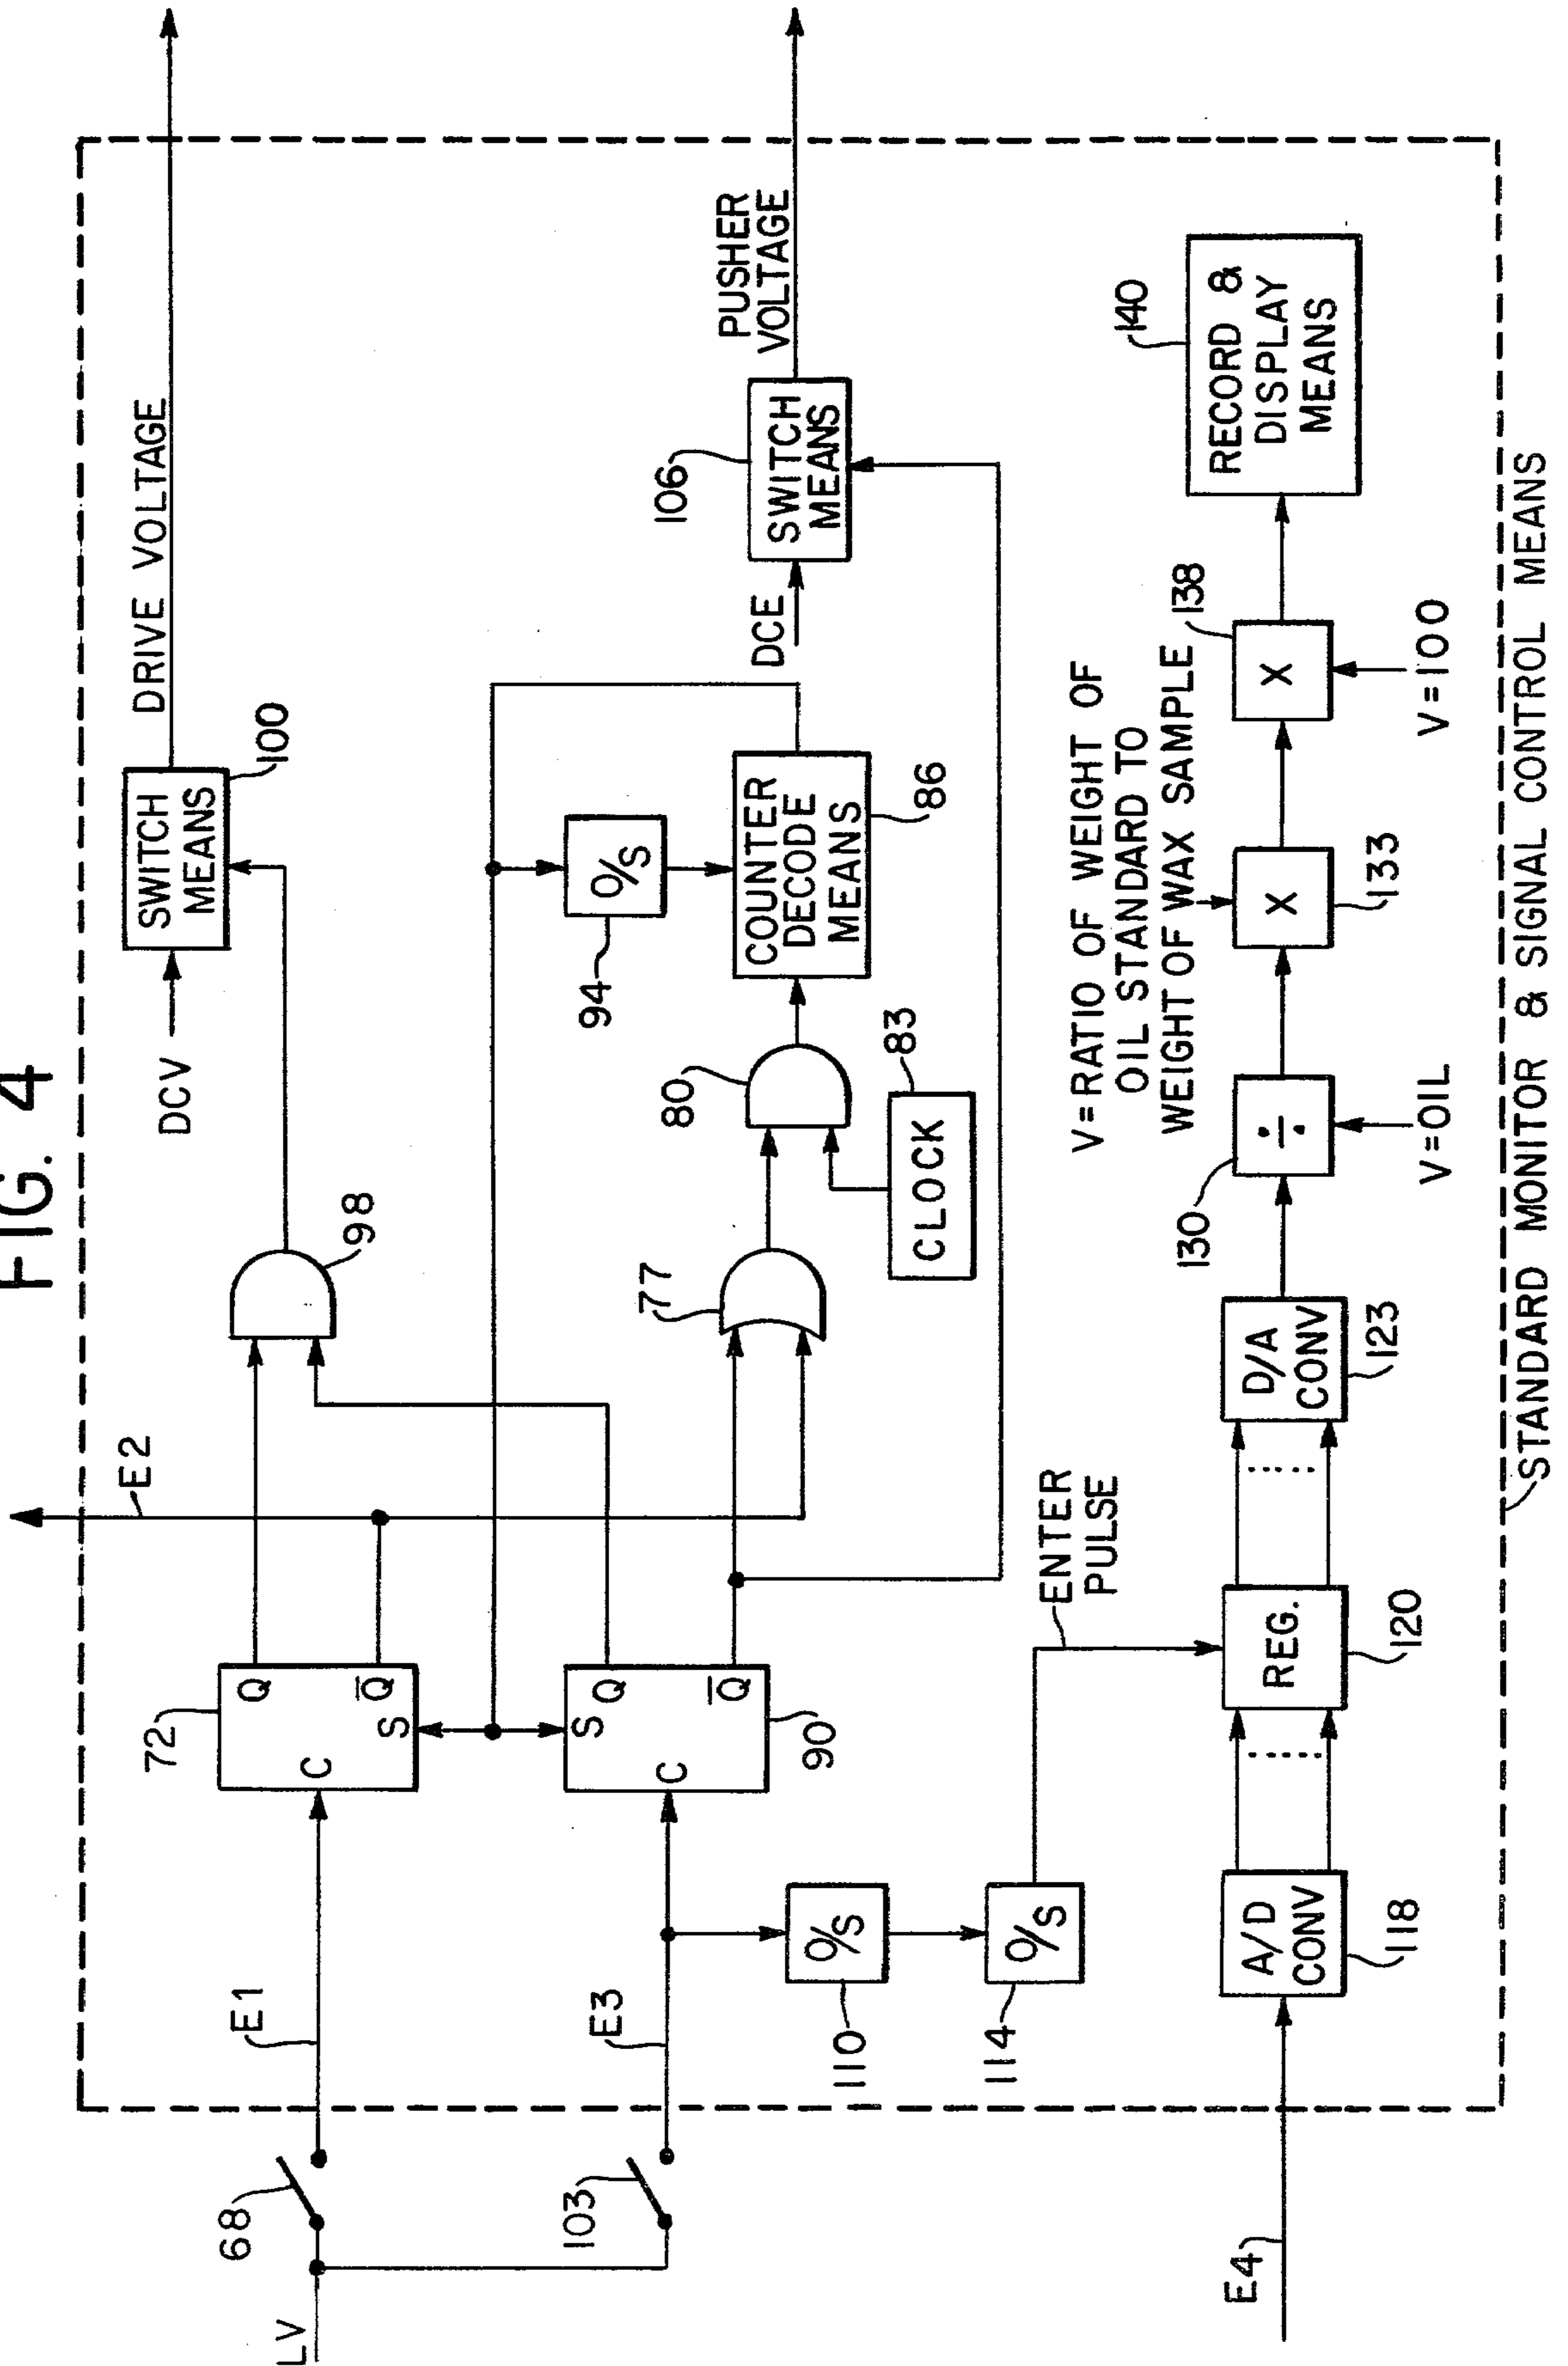 FIG. 4
LV
68
103
E1
E3
72
C
Q
Q̅
S
S
Q
Q̅
C
90
E2
98
DCV
SWITCH
MEANS
100
DRIVE VOLTAGE
77
80
CLOCK
83
94
O/S
COUNTER
DECODE
MEANS
86
DCE
106
SWITCH
MEANS
PUSHER
VOLTAGE
110
O/S
114
O/S
ENTER
PULSE
E4
A/D
CONV
118
REG.
120
D/A
CONV
123
130
÷
V=OIL
V=RATIO OF WEIGHT OF
OIL STANDARD TO
WEIGHT OF WAX SAMPLE
X
133
138
X
V=100
140
RECORD &
DISPLAY
MEANS
STANDARD MONITOR & SIGNAL CONTROL MEANS